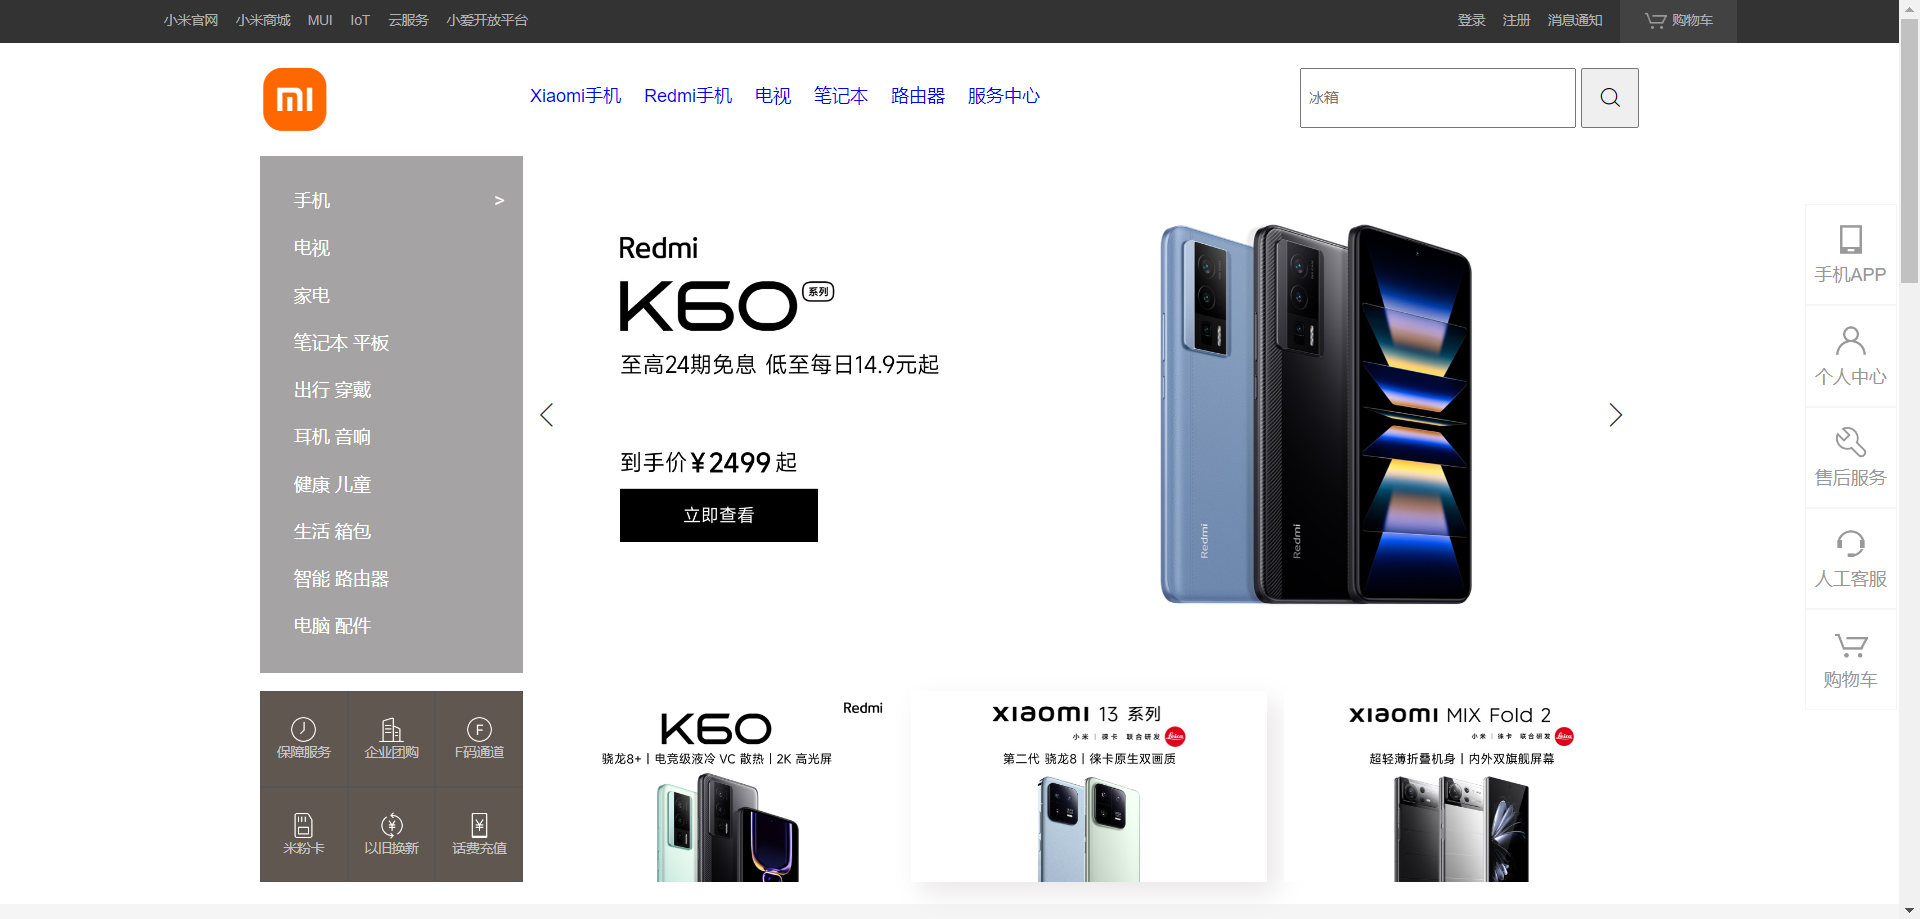 小米官网 小米商城 MUI IoT 云服务 小爱开放平台 登录 注册 消息通知 购物车
Xiaomi手机 Redmi手机 电视 笔记本 路由器 服务中心 冰箱
手机 >
电视
家电
笔记本 平板
出行 穿戴
耳机 音响
健康 儿童
生活 箱包
智能 路由器
电脑 配件
Redmi
K60 系列
至高24期免息 低至每日14.9元起
到手价¥2499起
立即查看
Redmi
Redmi
手机APP
个人中心
售后服务
人工客服
购物车
保障服务 企业团购 F码通道
米粉卡 以旧换新 话费充值
Redmi
K60
骁龙8+丨电竞级液冷 VC 散热丨2K 高光屏
xiaomi 13 系列
小米 | 徕卡 联合研发 Leica
第二代 骁龙8丨徕卡原生双画质
xiaomi MIX Fold 2
小米 | 徕卡 联合研发 Leica
超轻薄折叠机身丨内外双旗舰屏幕